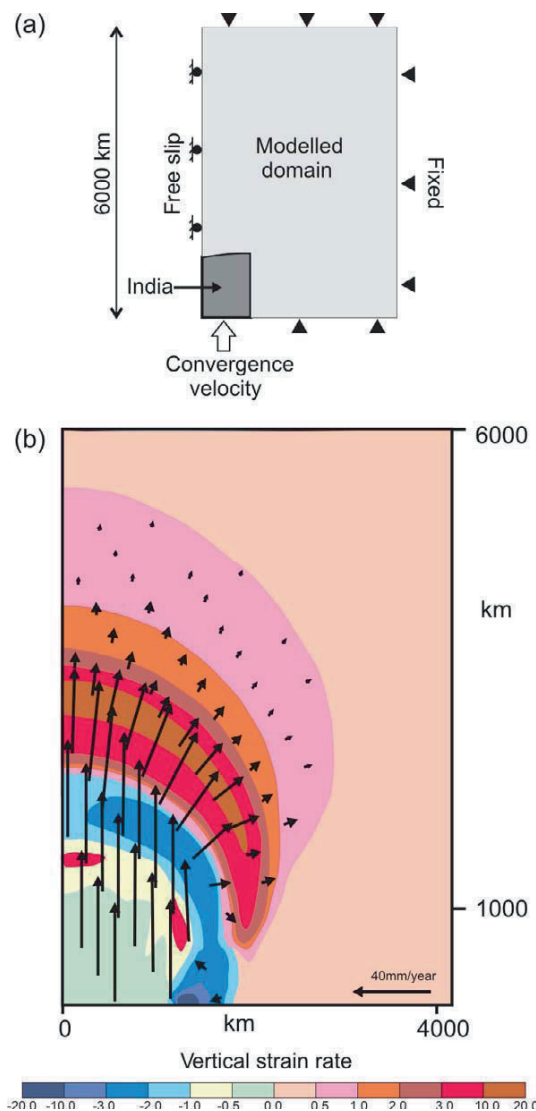 (a)
6000 km
Free slip
Modelled
domain
Fixed
India
Convergence
velocity
(b)
6000
km
1000
40mm/year
0
km
4000
Vertical strain rate
-20.0 -10.0 -3.0 -2.0 -1.0 -0.5 0.0 0.5 1.0 2.0 3.0 10.0 20.0